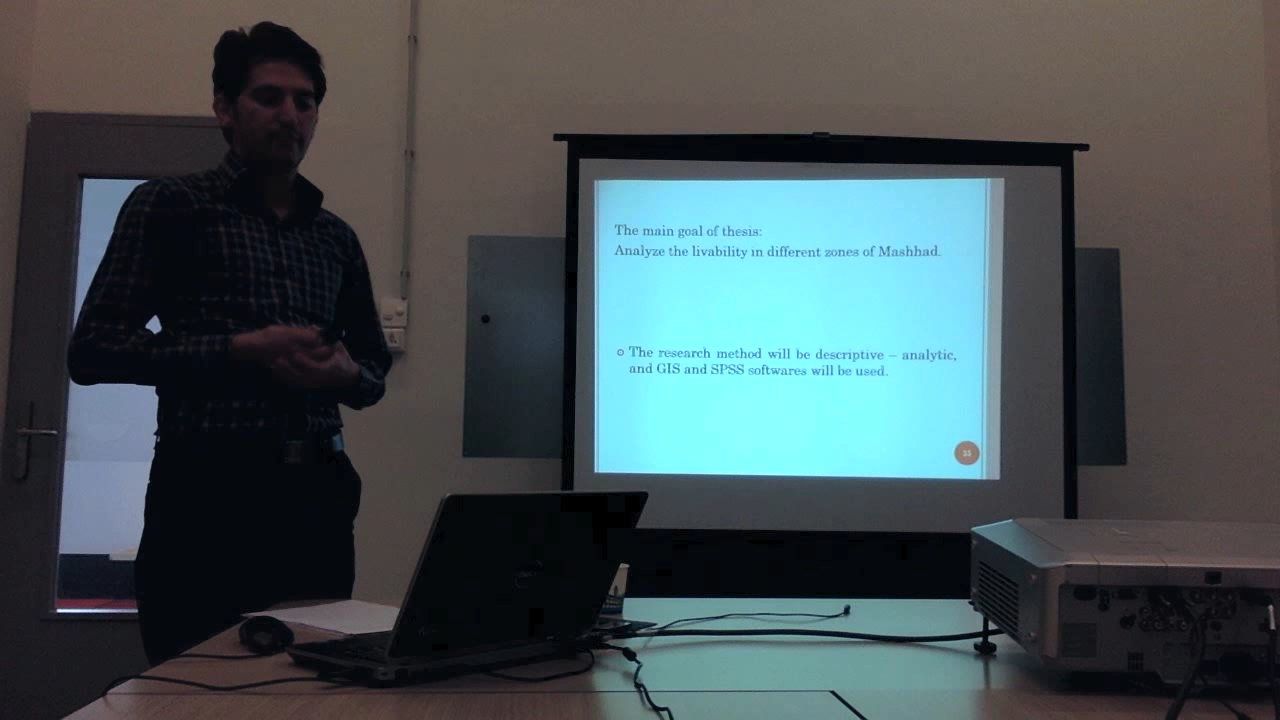 The main goal of thesis:
Analyze the livability in different zones of Mashhad.
The research method will be descriptive – analytic,
and GIS and SPSS softwares will be used.